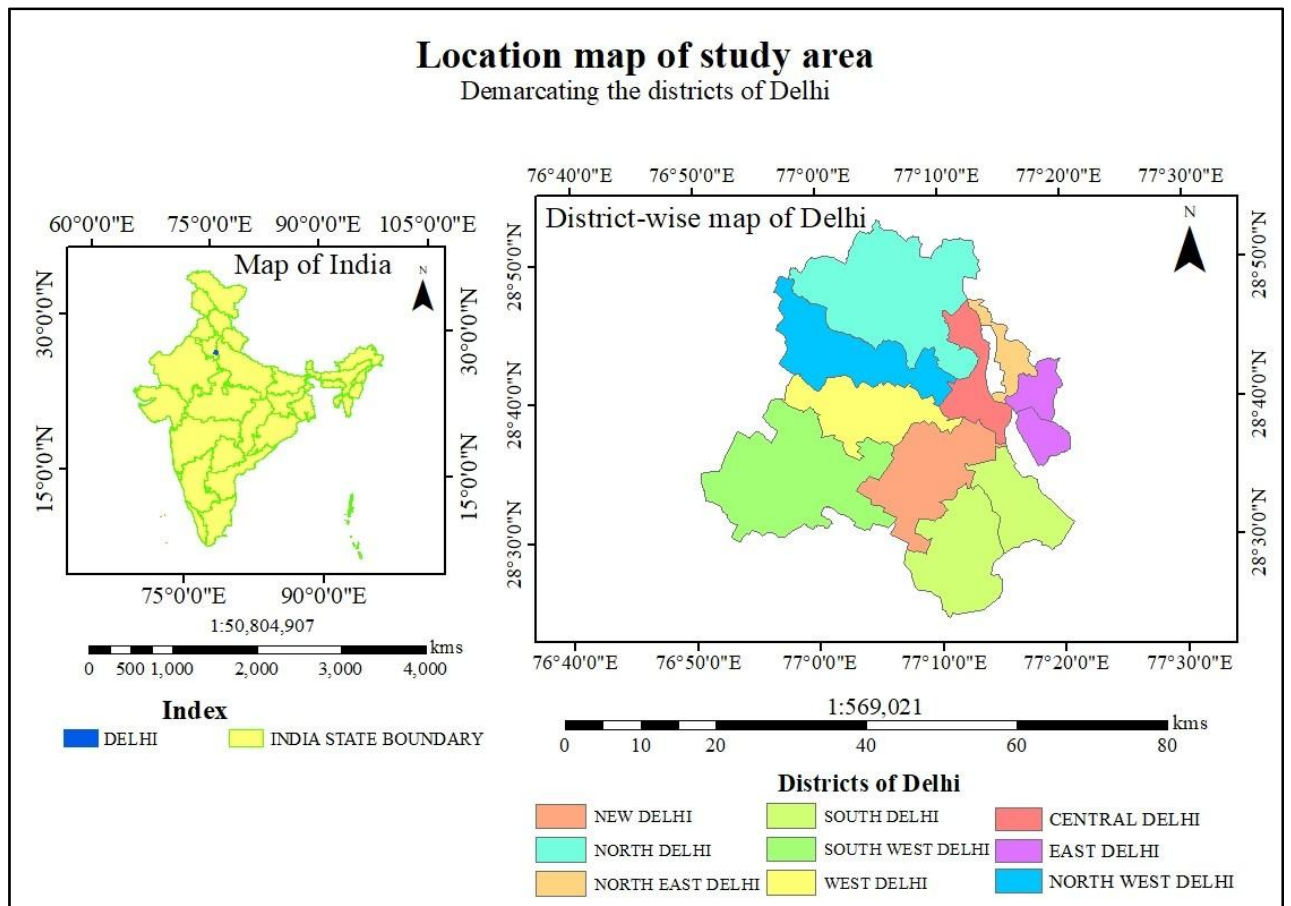 Location map of study area
Demarcating the districts of Delhi
60°0'0"E 75°0'0"E 90°0'0"E 105°0'0"E
Map of India
N
30°0'0"N
15°0'0"N
30°0'0"N
15°0'0"N
75°0'0"E 90°0'0"E
1:50,804,907
kms
0 500 1,000 2,000 3,000 4,000
Index
DELHI
INDIA STATE BOUNDARY
76°40'0"E 76°50'0"E 77°0'0"E 77°10'0"E 77°20'0"E 77°30'0"E
District-wise map of Delhi
N
28°50'0"N
28°40'0"N
28°30'0"N
28°50'0"N
28°40'0"N
28°30'0"N
76°40'0"E 76°50'0"E 77°0'0"E 77°10'0"E 77°20'0"E 77°30'0"E
1:569,021
kms
0 10 20 40 60 80
Districts of Delhi
NEW DELHI
SOUTH DELHI
CENTRAL DELHI
NORTH DELHI
SOUTH WEST DELHI
EAST DELHI
NORTH EAST DELHI
WEST DELHI
NORTH WEST DELHI